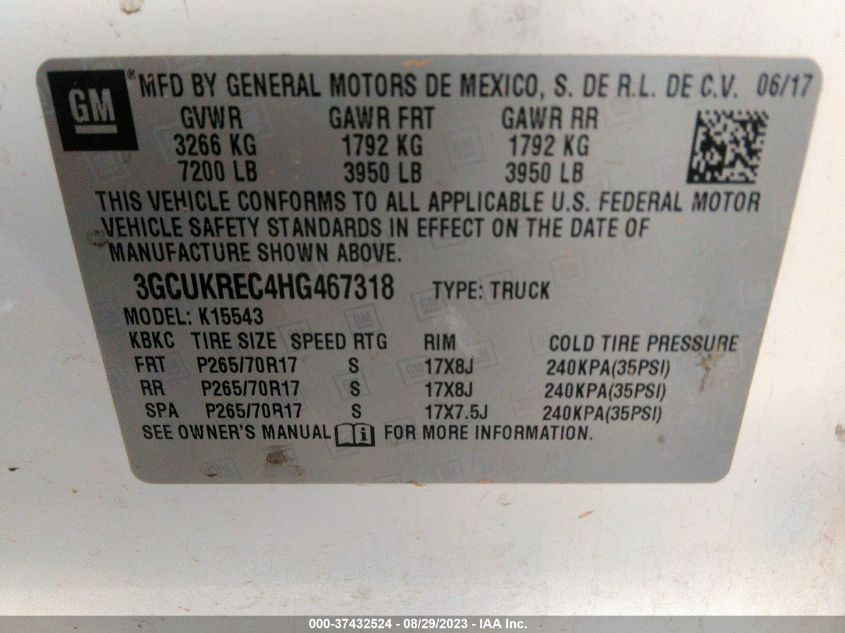 GM ® MFD BY GENERAL MOTORS DE MEXICO, S. DE R.L. DE C.V. 06/17
GVWR GAWR FRT GAWR RR
3266 KG 1792 KG 1792 KG
7200 LB 3950 LB 3950 LB
THIS VEHICLE CONFORMS TO ALL APPLICABLE U.S. FEDERAL MOTOR
VEHICLE SAFETY STANDARDS IN EFFECT ON THE DATE OF
MANUFACTURE SHOWN ABOVE.
3GCUKREC4HG467318 TYPE: TRUCK
MODEL: K15543
KBKC TIRE SIZE SPEED RTG RIM COLD TIRE PRESSURE
FRT P265/70R17 S 17X8J 240KPA(35PSI)
RR P265/70R17 S 17X8J 240KPA(35PSI)
SPA P265/70R17 S 17X7.5J 240KPA(35PSI)
SEE OWNER'S MANUAL i FOR MORE INFORMATION.
000-37432524 - 08/29/2023 - IAA Inc.